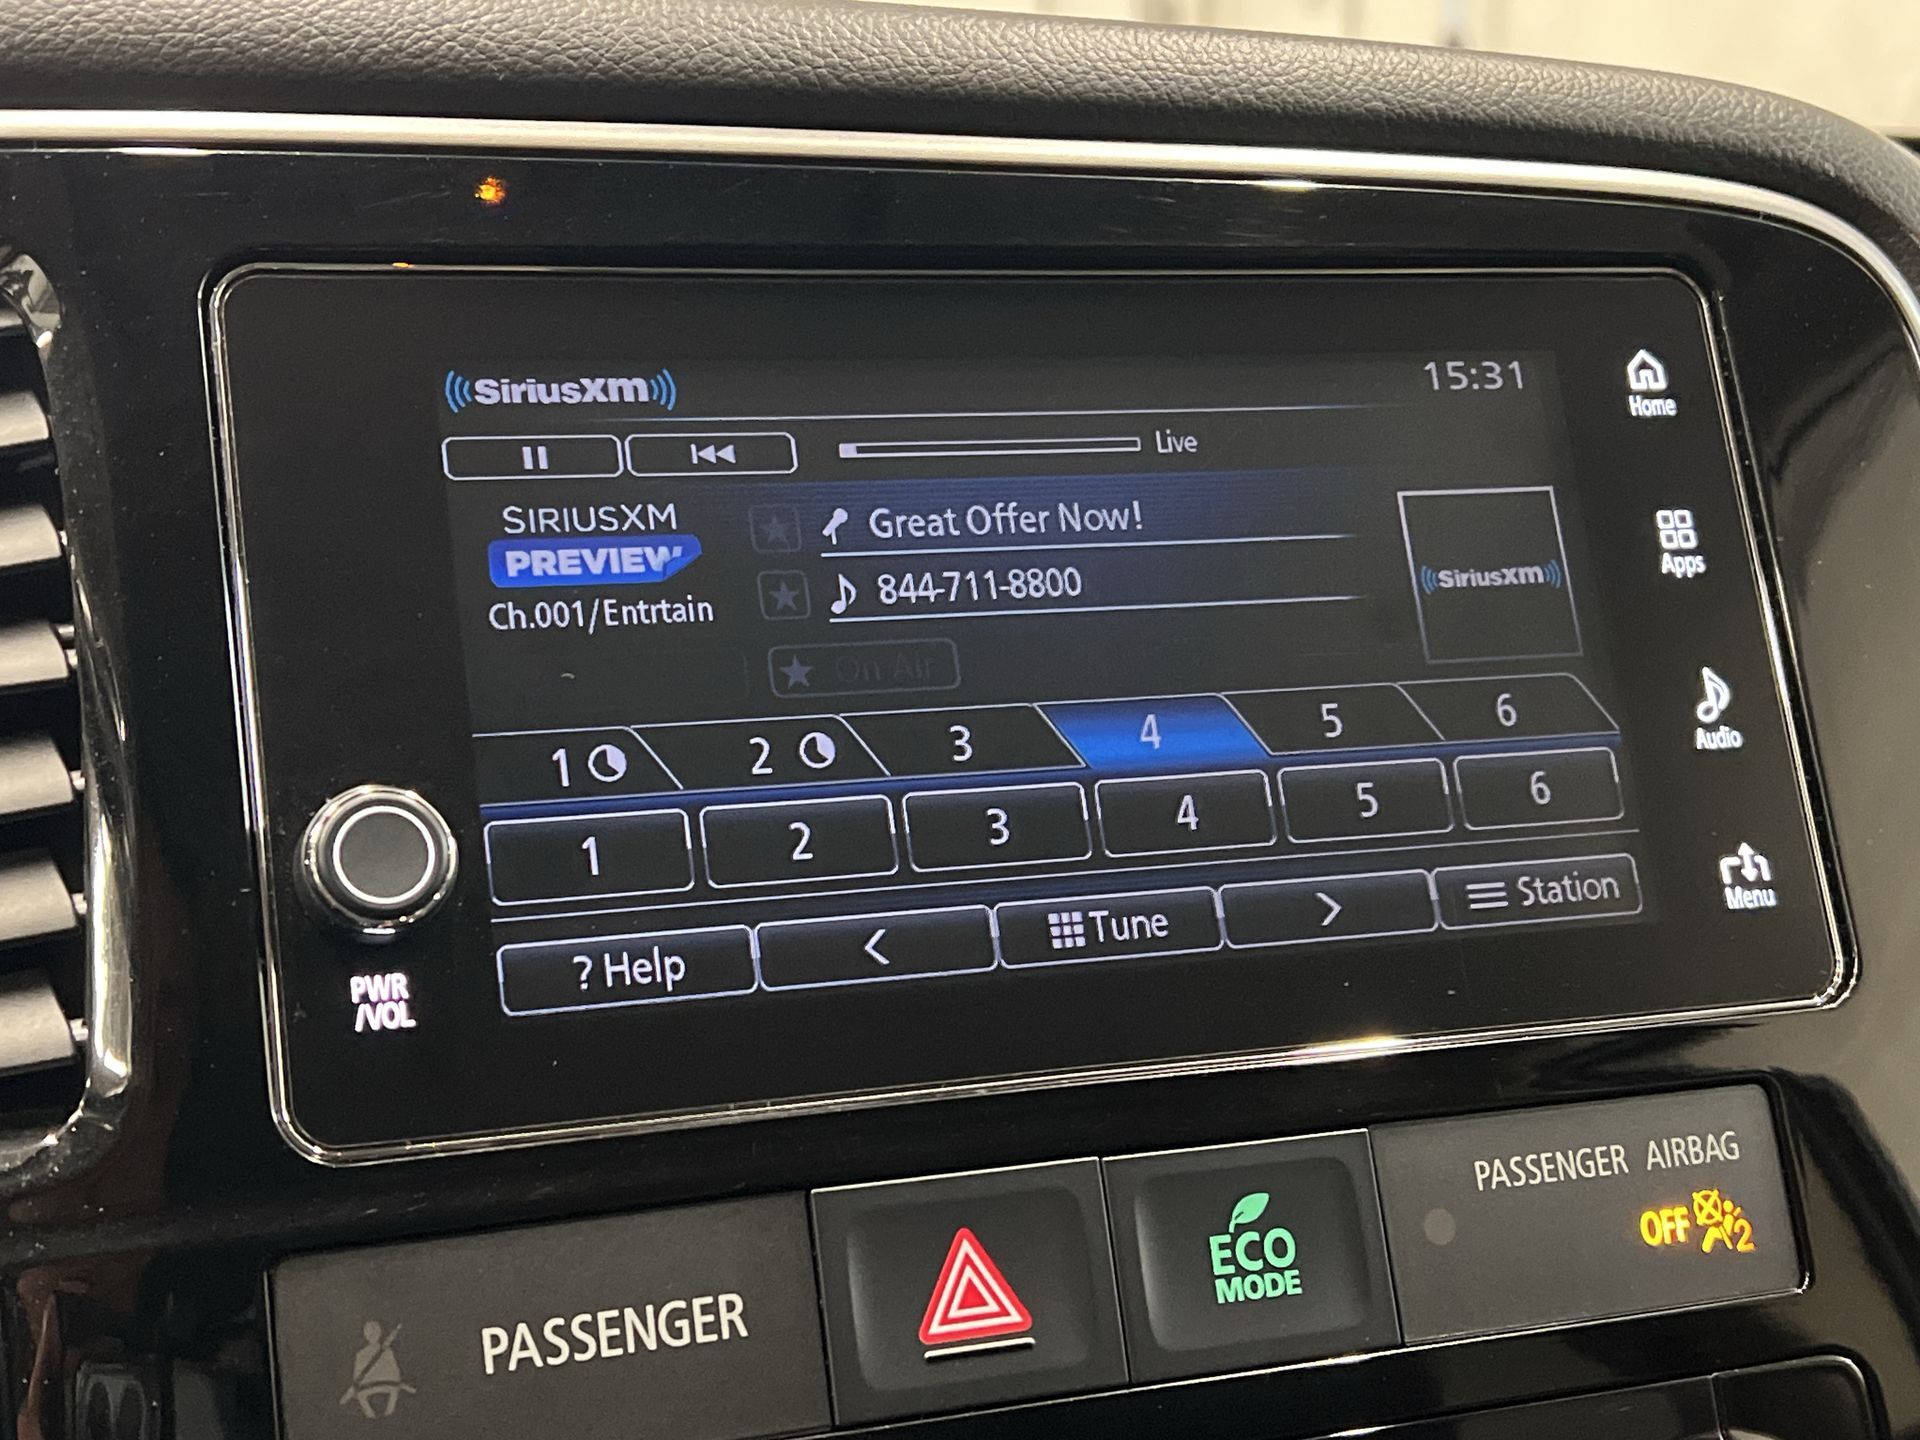 SiriusXM
15:31
Live
SIRIUSXM
PREVIEW
Ch.001/Entrtain
Great Offer Now!
844-711-8800
On Air
SiriusXM
1 2 3 4 5 6
1 2 3 4 5 6
? Help < Tune > Station
Home
Apps
Audio
Menu
PWR
/VOL
PASSENGER
ECO
MODE
PASSENGER AIRBAG
OFF 2